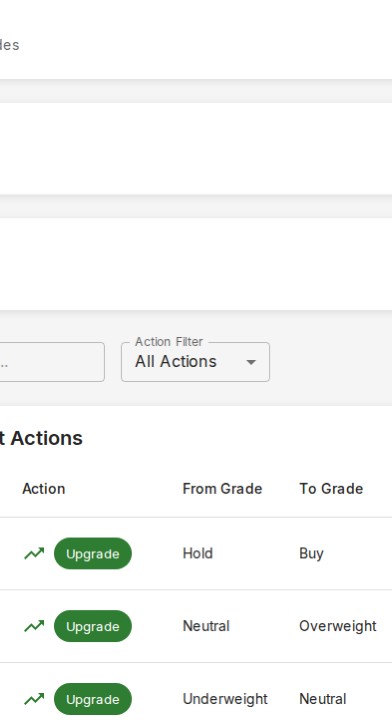 Action Filter
All Actions
Actions
Action From Grade To Grade
Upgrade Hold Buy
Upgrade Neutral Overweight
Upgrade Underweight Neutral